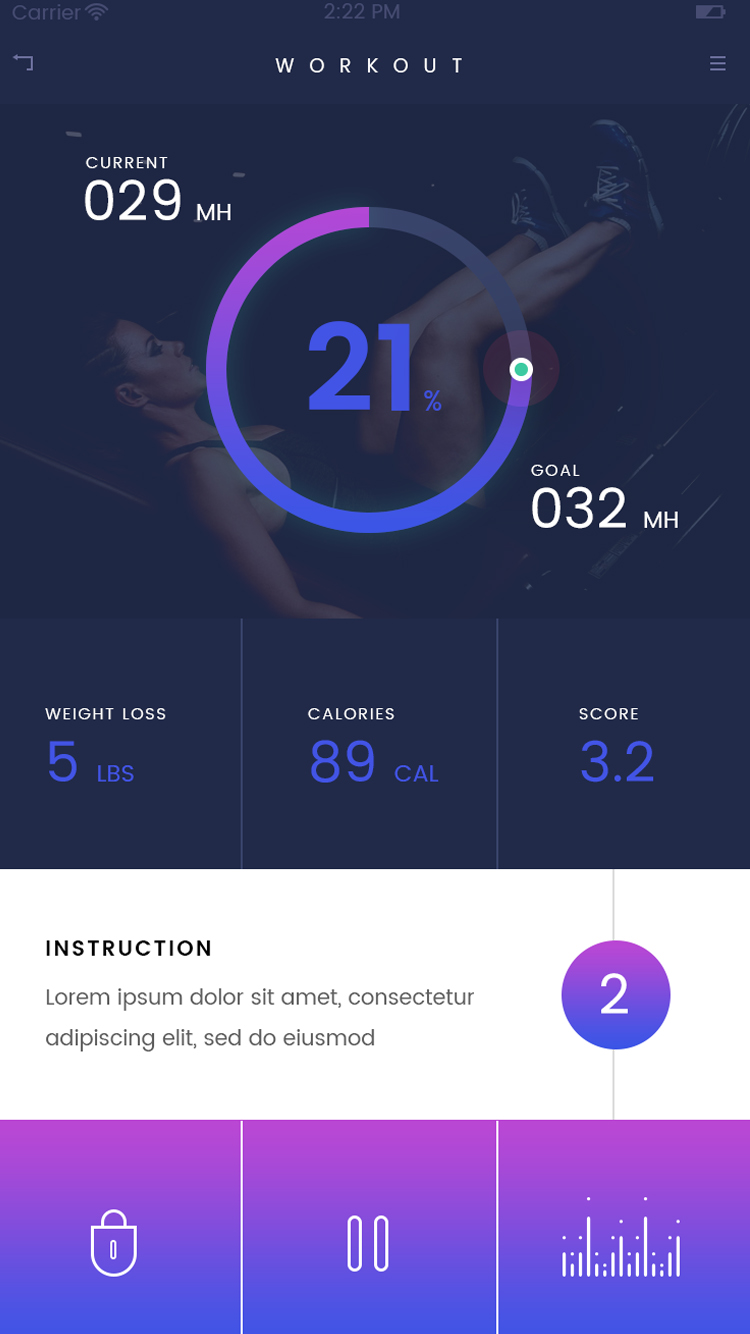 Carrier 2:22 PM
WORKOUT
CURRENT
029 MH
21 %
GOAL
032 MH
WEIGHT LOSS
5 LBS
CALORIES
89 CAL
SCORE
3.2
INSTRUCTION
Lorem ipsum dolor sit amet, consectetur
adipiscing elit, sed do eiusmod
2